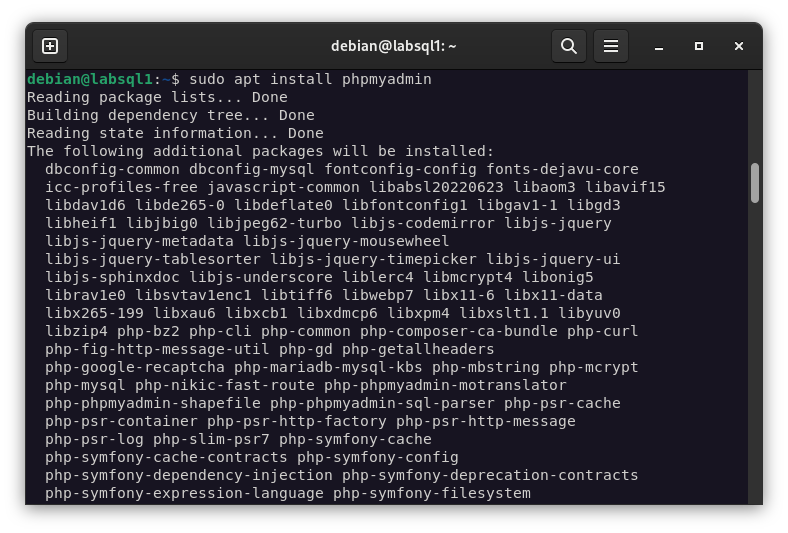 debian@labsql1: ~
debian@labsql1:~$ sudo apt install phpmyadmin
Reading package lists... Done
Building dependency tree... Done
Reading state information... Done
The following additional packages will be installed:
dbconfig-common dbconfig-mysql fontconfig-config fonts-dejavu-core
icc-profiles-free javascript-common libabsl20220623 libaom3 libavif15
libdav1d6 libde265-0 libdeflate0 libfontconfig1 libgav1-1 libgd3
libheif1 libjbig0 libjpeg62-turbo libjs-codemirror libjs-jquery
libjs-jquery-metadata libjs-jquery-mousewheel
libjs-jquery-tablesorter libjs-jquery-timepicker libjs-jquery-ui
libjs-sphinxdoc libjs-underscore liblerc4 libmcrypt4 libonig5
librav1e0 libsvtav1enc1 libtiff6 libwebp7 libx11-6 libx11-data
libx265-199 libxau6 libxcb1 libxdmcp6 libxpm4 libxslt1.1 libyuv0
libzip4 php-bz2 php-cli php-common php-composer-ca-bundle php-curl
php-fig-http-message-util php-gd php-getallheaders
php-google-recaptcha php-mariadb-mysql-kbs php-mbstring php-mcrypt
php-mysql php-nikic-fast-route php-phpmyadmin-motranslator
php-phpmyadmin-shapefile php-phpmyadmin-sql-parser php-psr-cache
php-psr-container php-psr-http-factory php-psr-http-message
php-psr-log php-slim-psr7 php-symfony-cache
php-symfony-cache-contracts php-symfony-config
php-symfony-dependency-injection php-symfony-deprecation-contracts
php-symfony-expression-language php-symfony-filesystem